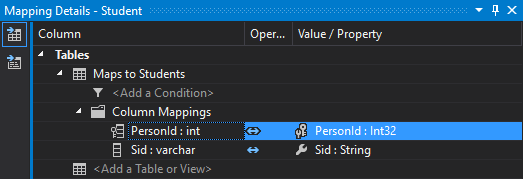 Mapping Details - Student
Column Oper... Value / Property
Tables
Maps to Students
<Add a Condition>
Column Mappings
PersonId : int PersonId : Int32
Sid : varchar Sid : String
<Add a Table or View>